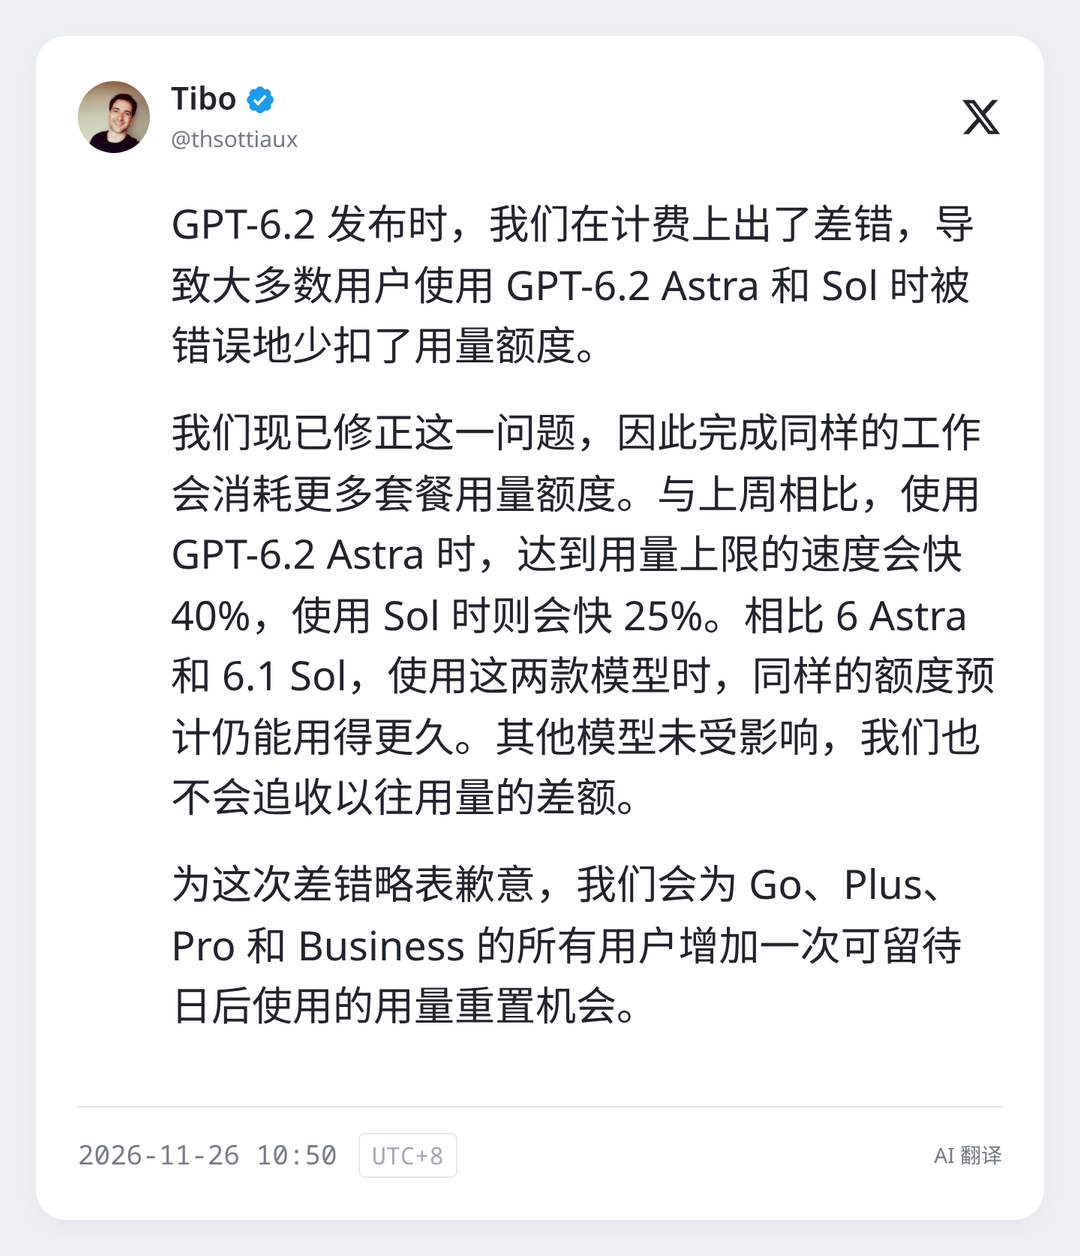 Tibo
@thsottiaux
GPT-6.2 发布时，我们在计费上出了差错，导
致大多数用户使用 GPT-6.2 Astra 和 Sol 时被
错误地少扣了用量额度。
我们现已修正这一问题，因此完成同样的工作
会消耗更多套餐用量额度。与上周相比，使用
GPT-6.2 Astra 时，达到用量上限的速度会快
40%，使用 Sol 时则会快 25%。相比 6 Astra
和 6.1 Sol，使用这两款模型时，同样的额度预
计仍能用得更久。其他模型未受影响，我们也
不会追收以往用量的差额。
为这次差错略表歉意，我们会为 Go、Plus、
Pro 和 Business 的所有用户增加一次可留待
日后使用的用量重置机会。
2026-11-26 10:50 UTC+8
AI 翻译